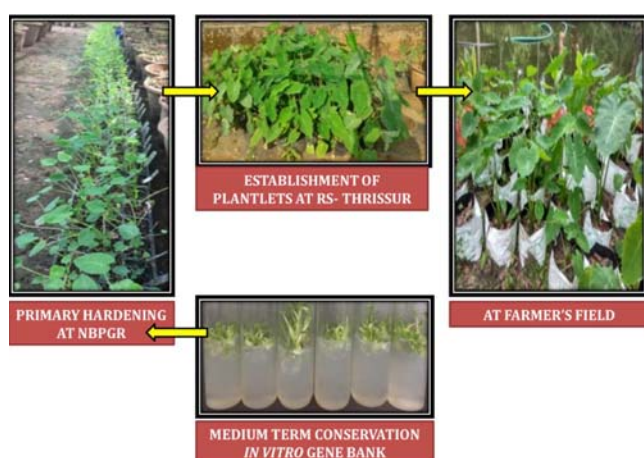 ESTABLISHMENT OF
PLANTLETS AT RS- THRISSUR
PRIMARY HARDENING
AT NBPGR
AT FARMER'S FIELD
MEDIUM TERM CONSERVATION
IN VITRO GENE BANK